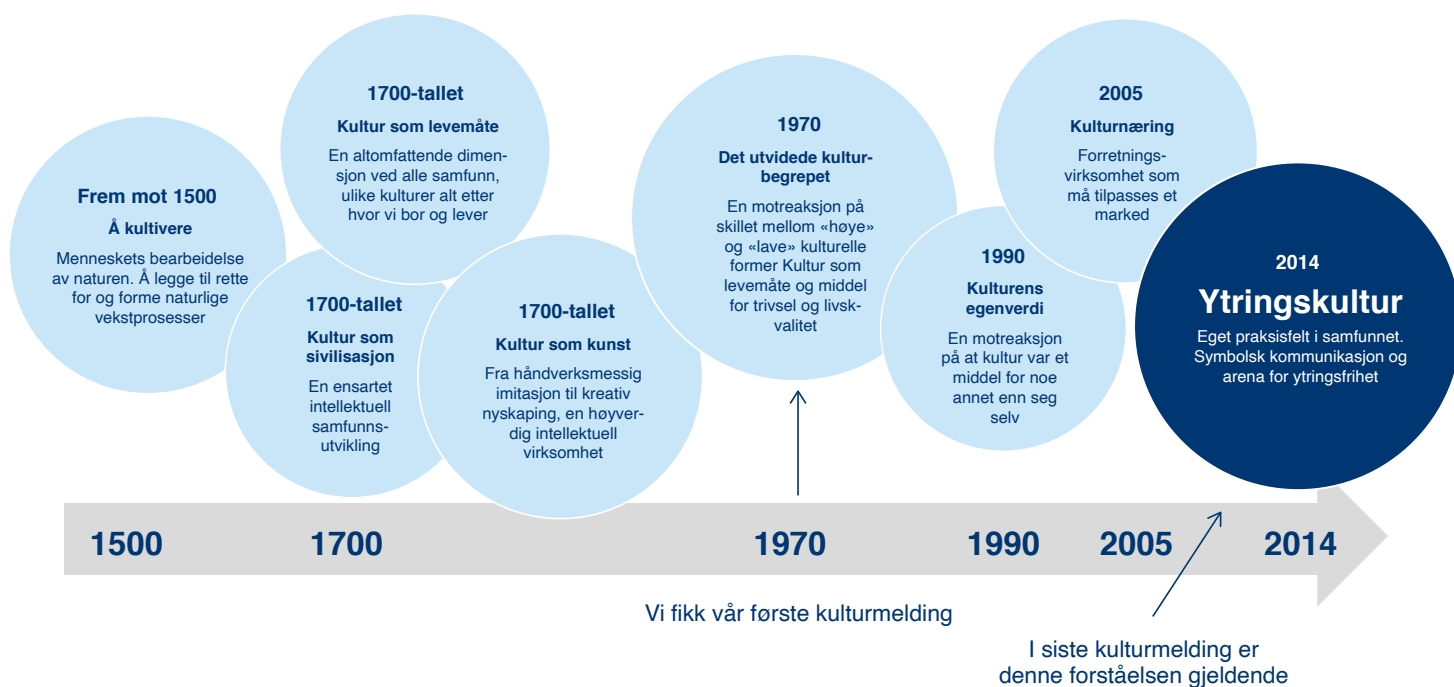 Frem mot 1500
Å kultivere
Menneskets bearbeidelse
av naturen. Å legge til rette
for og forme naturlige
vekstprosesser
1700-tallet
Kultur som levemåte
En altomfattende dimen-
sjon ved alle samfunn,
ulike kulturer alt etter
hvor vi bor og lever
1700-tallet
Kultur som
sivilisasjon
En ensartet
intellektuell
samfunns-
utvikling
1700-tallet
Kultur som kunst
Fra håndverksmessig
imitasjon til kreativ
nyskaping, en høyver-
dig intellektuell
virksomhet
1970
Det utvidede kultur-
begrepet
En motreaksjon på
skillet mellom «høye»
og «lave» kulturelle
former Kultur som
levemåte og middel
for trivsel og livsk-
valitet
1990
Kulturens
egenverdi
En motreaksjon
på at kultur var et
middel for noe
annet enn seg
selv
2005
Kulturnæring
Forretnings-
virksomhet som
må tilpasses et
marked
2014
Ytringskultur
Eget praksisfelt i samfunnet.
Symbolsk kommunikasjon og
arena for ytringsfrihet
1500
1700
1970
1990
2005
2014
Vi fikk vår første kulturmelding
I siste kulturmelding er
denne forståelsen gjeldende